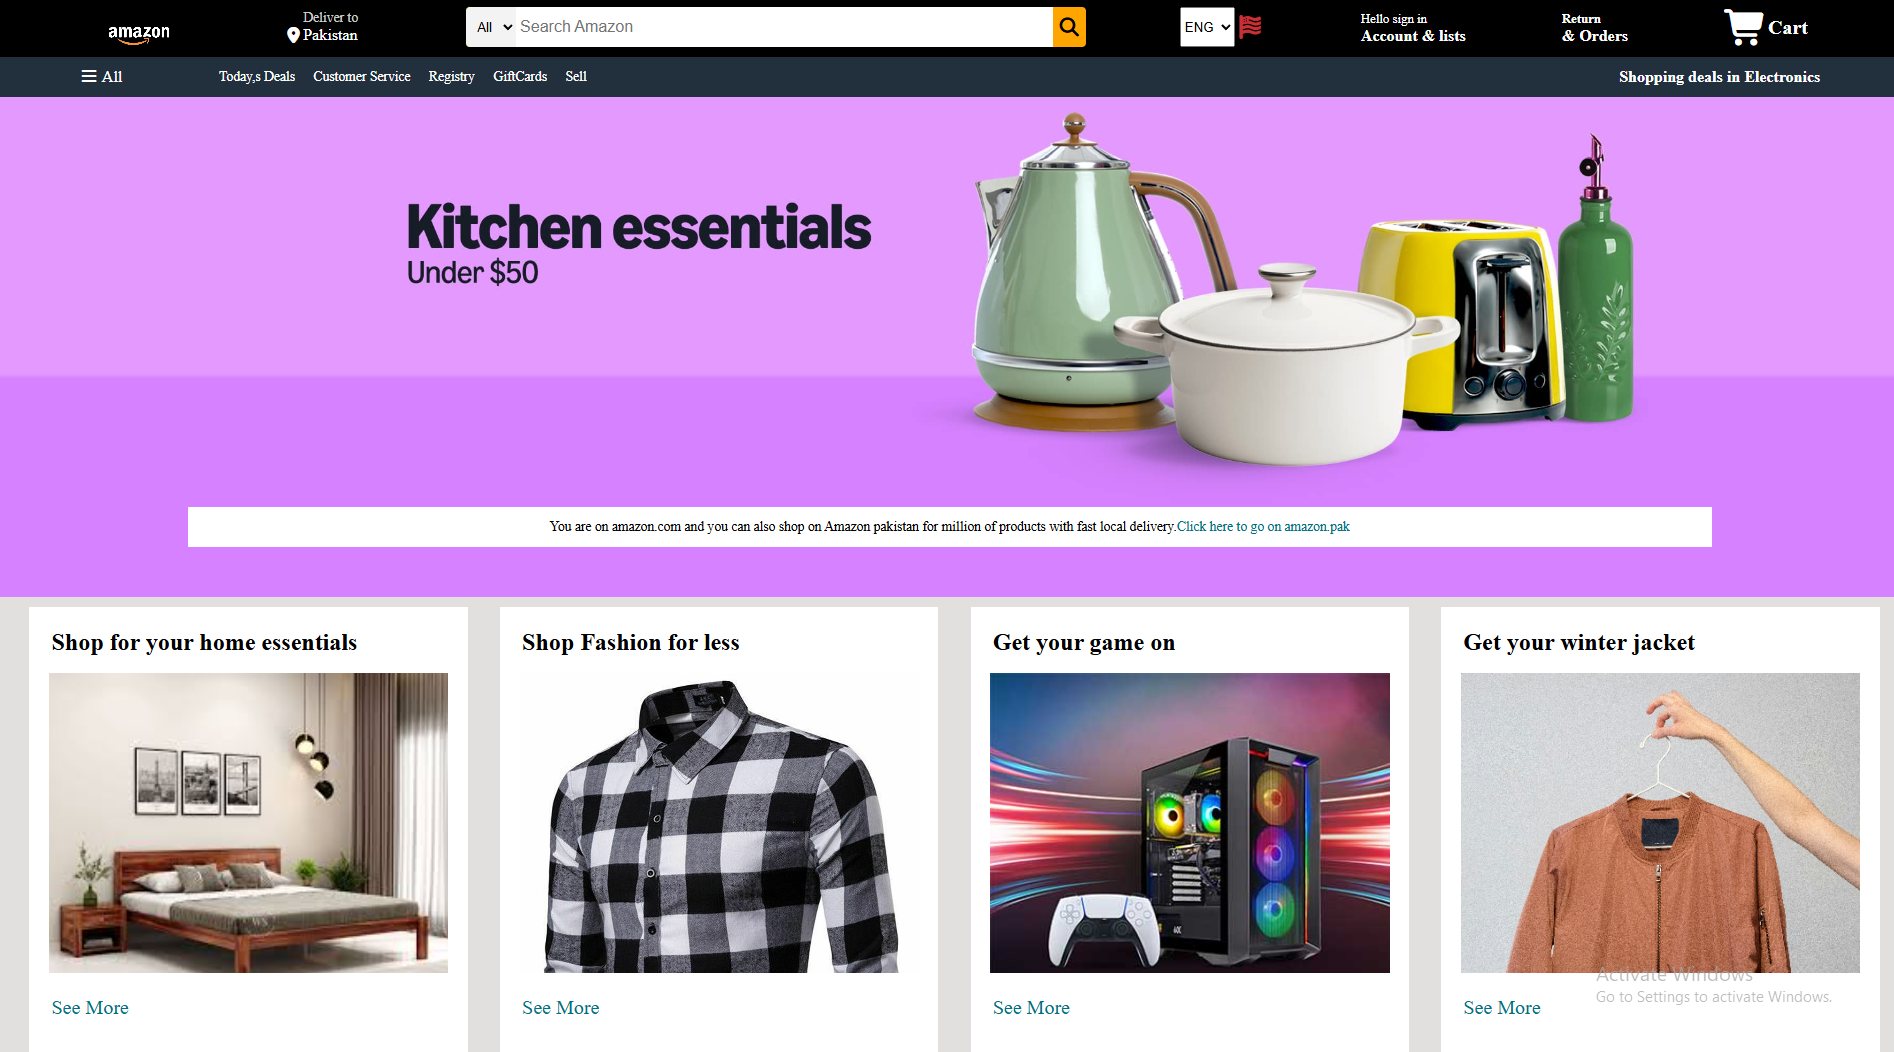 amazon
Deliver to
Pakistan
All
Search Amazon
ENG
Hello sign in
Account & lists
Return
& Orders
Cart
All
Today,s Deals
Customer Service
Registry
GiftCards
Sell
Shopping deals in Electronics
Kitchen essentials
Under $50
You are on amazon.com and you can also shop on Amazon pakistan for million of products with fast local delivery.Click here to go on amazon.pak
Shop for your home essentials
Shop Fashion for less
Get your game on
Get your winter jacket
See More
See More
See More
See More
Activate Windows
Go to Settings to activate Windows.